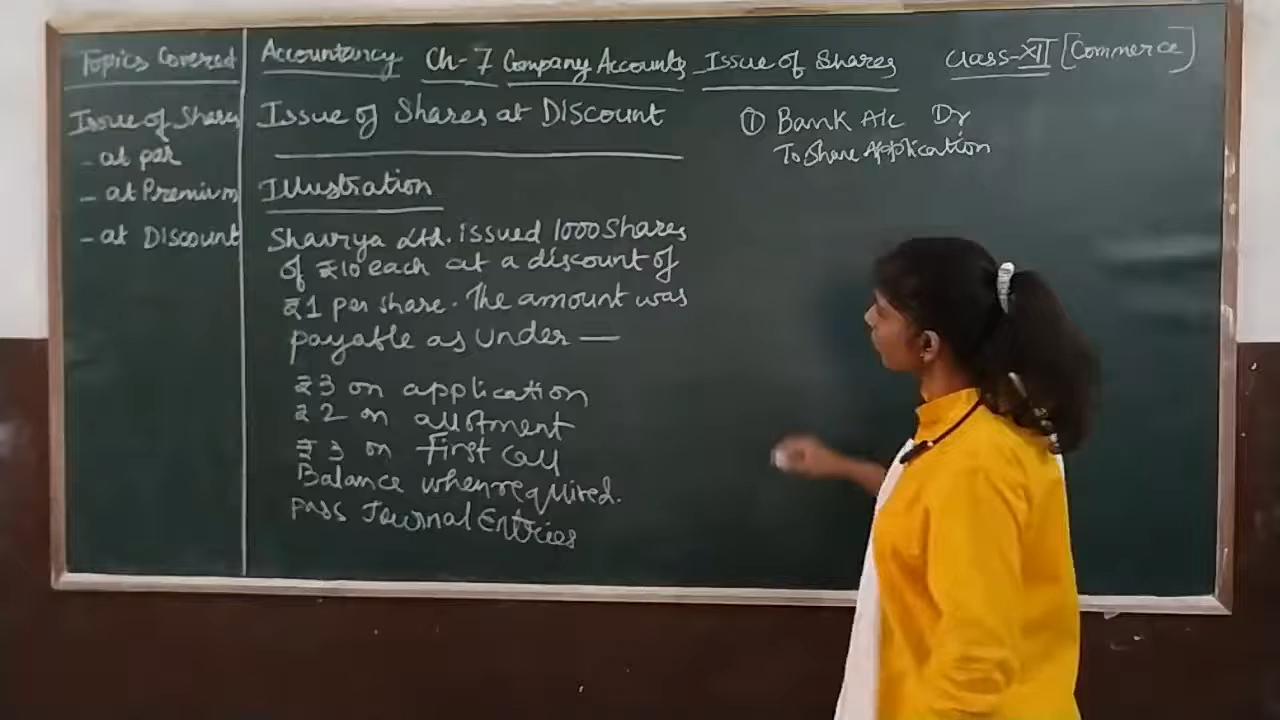 Topics Covered
Issue of Shares
- at par
- at Premium
- at Discount
Accountancy Ch-7 Company Accounts - Issue of Shares Class-XII [Commerce]
Issue of Shares at DIScount
Illustration
Shaurya Ltd. issued 1000 Shares
of ₹10 each at a discount of
₹1 per share. The amount was
payable as under —
₹3 on application
₹2 on allotment
₹3 on First Call
Balance when required.
Pass Journal Entries
① Bank A/c Dr
To Share Application